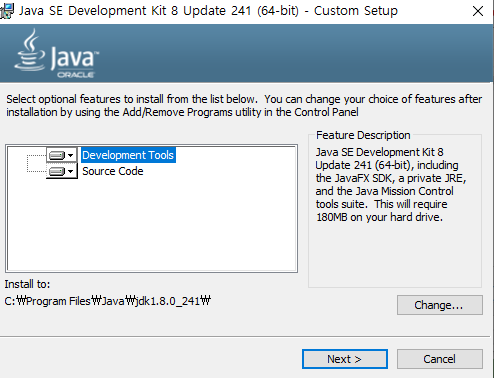 Java SE Development Kit 8 Update 241 (64-bit) - Custom Setup
Java™
ORACLE
Select optional features to install from the list below. You can change your choice of features after
installation by using the Add/Remove Programs utility in the Control Panel
Development Tools
Source Code
Feature Description
Java SE Development Kit 8
Update 241 (64-bit), including
the JavaFX SDK, a private JRE,
and the Java Mission Control
tools suite. This will require
180MB on your hard drive.
Install to:
C:₩Program Files₩Java₩jdk1.8.0_241₩
Change...
Next >
Cancel